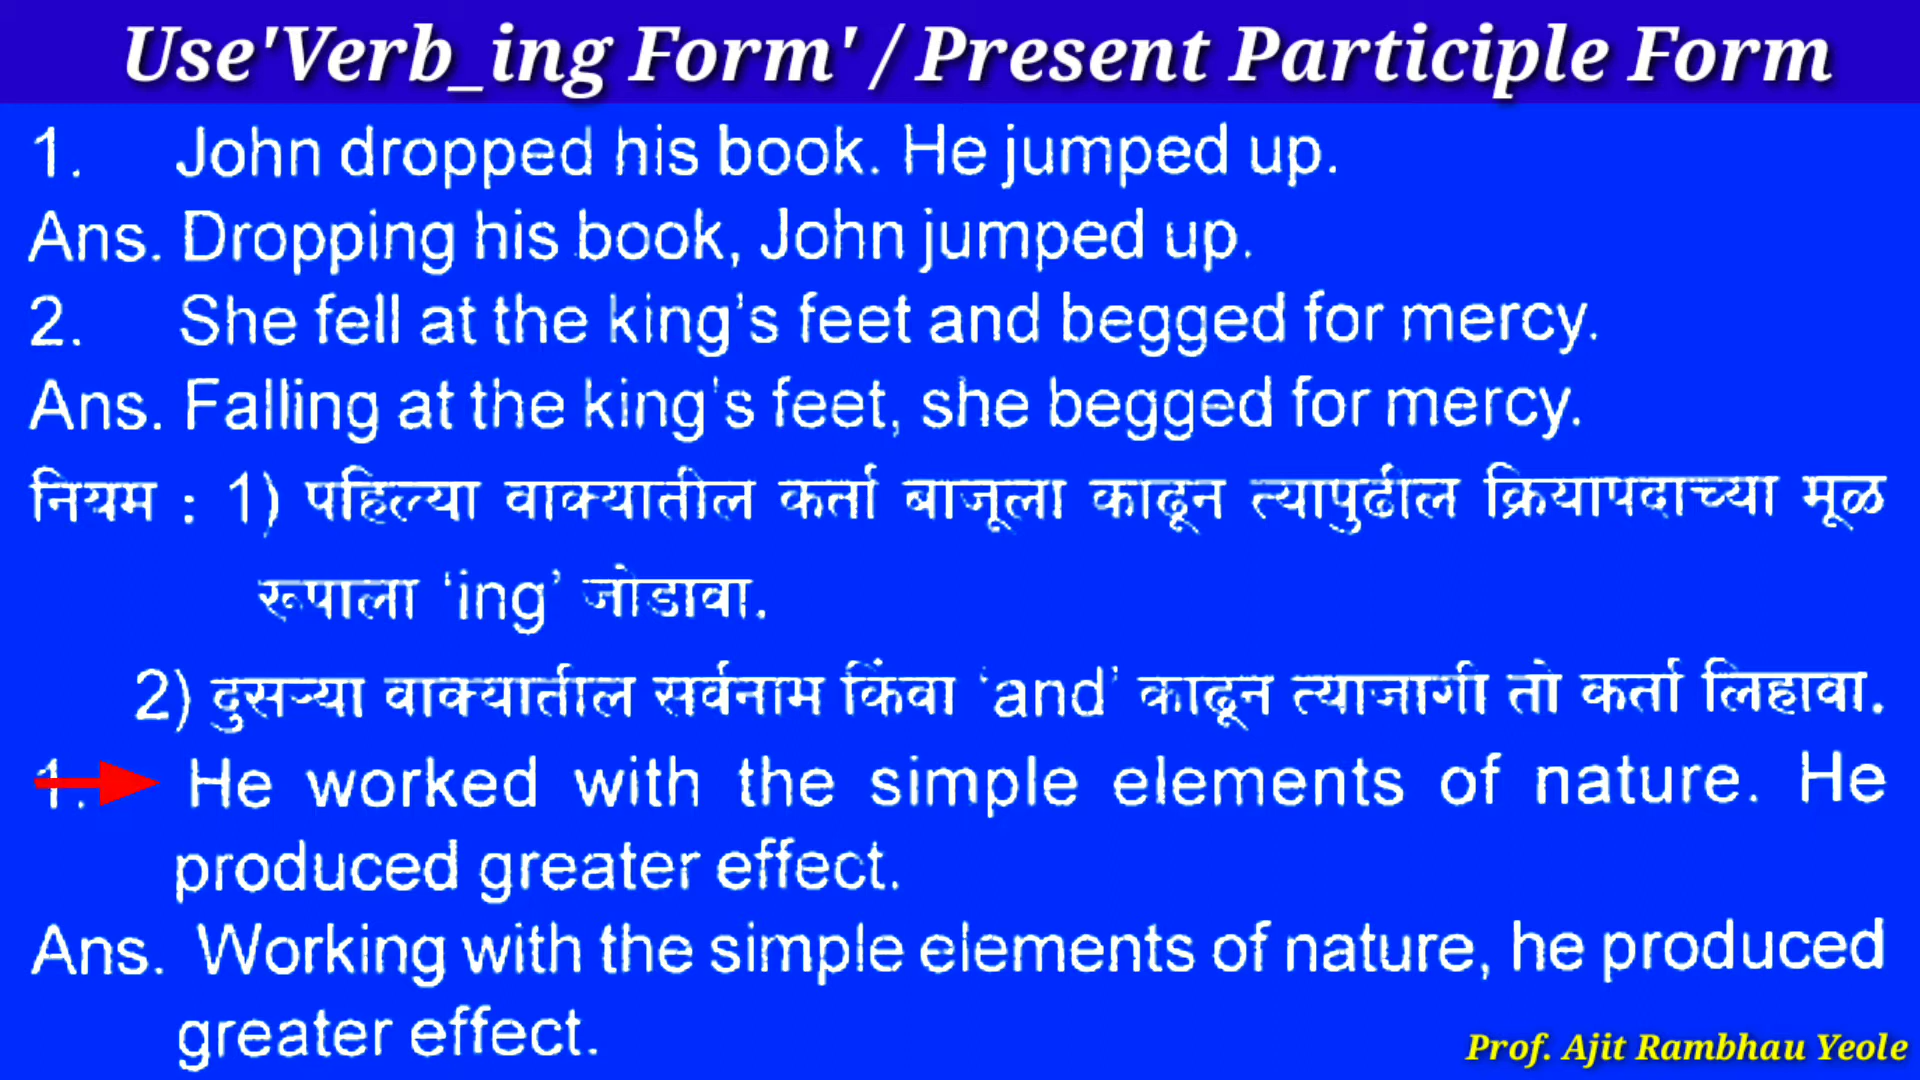 Use'Verb_ing Form' / Present Participle Form
1. John dropped his book. He jumped up.
Ans. Dropping his book, John jumped up.
2. She fell at the king's feet and begged for mercy.
Ans. Falling at the king's feet, she begged for mercy.
नियम : 1) पहिल्या वाक्यातील कर्ता बाजूला काढून त्यापुढील क्रियापदाच्या मूळ
रूपाला 'ing' जोडावा.
2) दुसऱ्या वाक्यातील सर्वनाम किंवा 'and' काढून त्याजागी तो कर्ता लिहावा.
1. He worked with the simple elements of nature. He
produced greater effect.
Ans. Working with the simple elements of nature, he produced
greater effect.
Prof. Ajit Rambhau Yeole